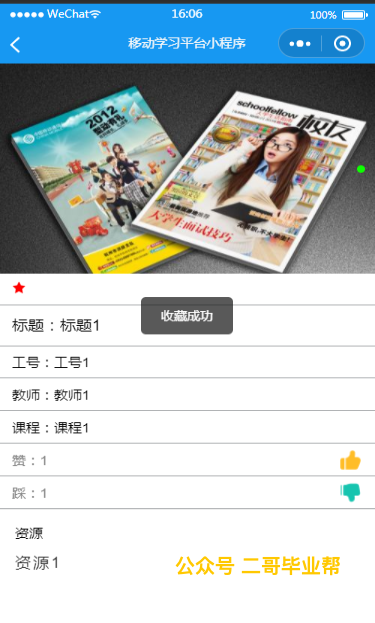 WeChat 16:06 100%
移动学习平台小程序
2012
schoolfellow
校友
大学生面试技巧
收藏成功
标题：标题1
工号：工号1
教师：教师1
课程：课程1
赞：1
踩：1
资源
资源1
公众号 二哥毕业帮